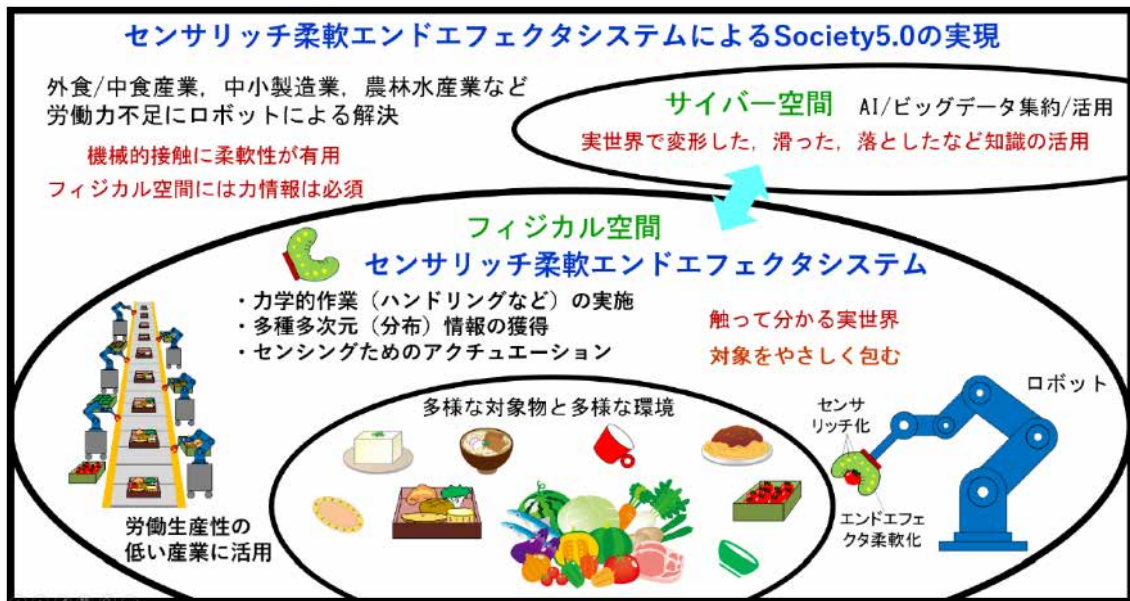 センサリッチ柔軟エンドエフェクタシステムによるSociety5.0の実現
外食/中食産業，中小製造業，農林水産業など
労働力不足にロボットによる解決
機械的接触に柔軟性が有用
フィジカル空間には力情報は必須
サイバー空間 AI/ビッグデータ集約/活用
実世界で変形した，滑った，落としたなど知識の活用
フィジカル空間
センサリッチ柔軟エンドエフェクタシステム
・力学的作業（ハンドリングなど）の実施
・多種多次元（分布）情報の獲得
・センシングためのアクチュエーション
触って分かる実世界
対象をやさしく包む
労働生産性の
低い産業に活用
多様な対象物と多様な環境
ロボット
センサ
リッチ化
エンドエフェ
クタ柔軟化